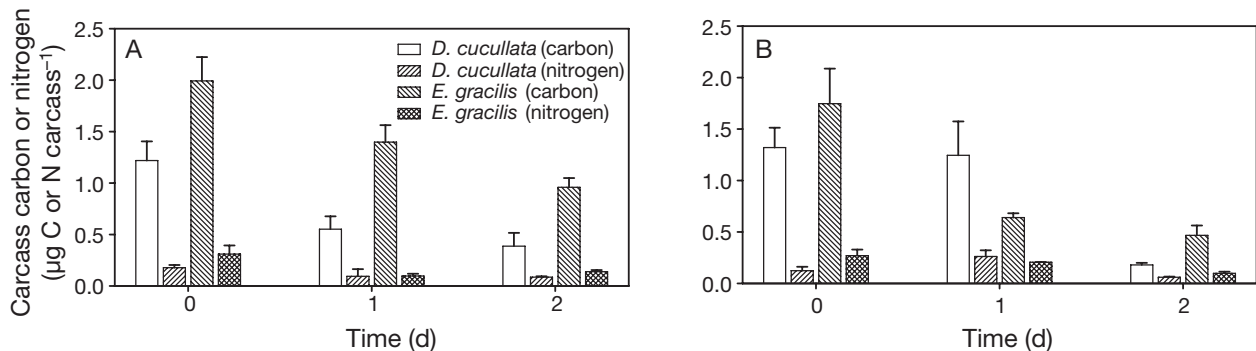 Carcass carbon or nitrogen
(µg C or N carcass⁻¹)
2.5
2.0
1.5
1.0
0.5
0.0
A
D. cucullata (carbon)
D. cucullata (nitrogen)
E. gracilis (carbon)
E. gracilis (nitrogen)
0
1
2
Time (d)
2.5
2.0
1.5
1.0
0.5
0.0
B
0
1
2
Time (d)